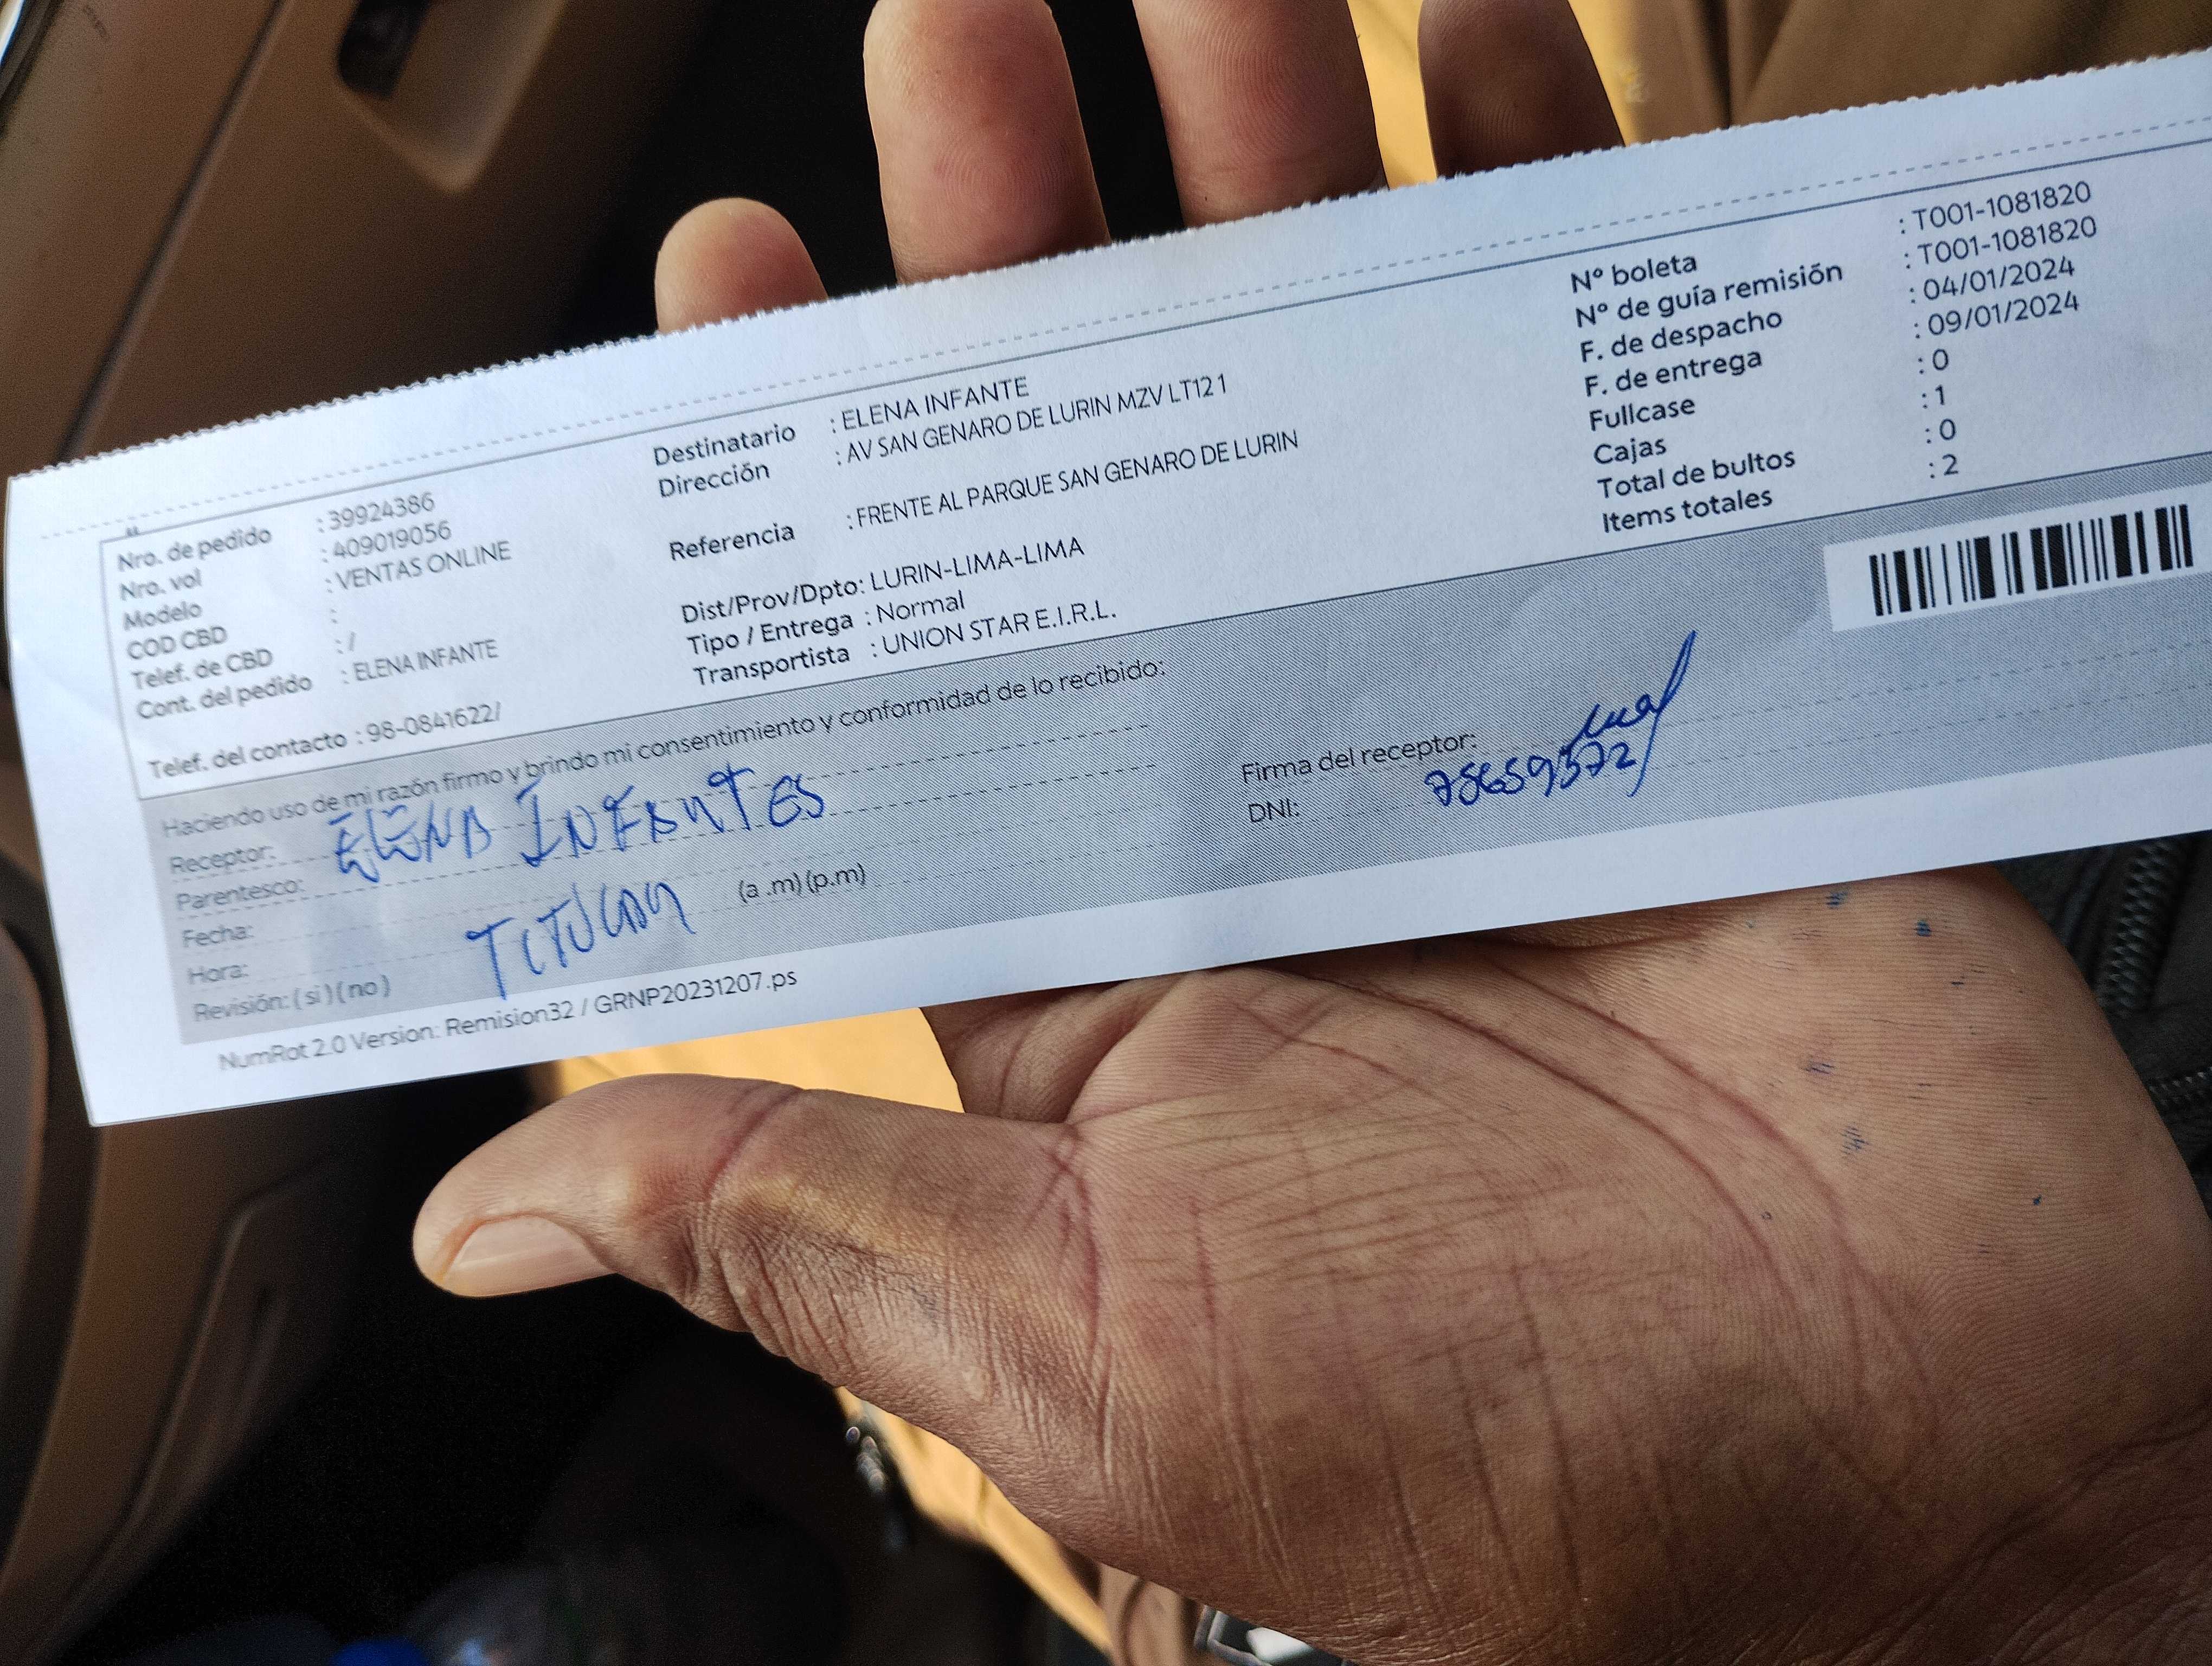 Nro. de pedido : 39924386
Nro. vol : 409019056
Modelo : VENTAS ONLINE
COD CBD :
Telef. de CBD : /
Cont. del pedido : ELENA INFANTE
Telef. del contacto : 98-0841622/
Destinatario : ELENA INFANTE
Dirección : AV SAN GENARO DE LURIN MZV LT12 1
Referencia : FRENTE AL PARQUE SAN GENARO DE LURIN
Dist/Prov/Dpto: LURIN-LIMA-LIMA
Tipo / Entrega : Normal
Transportista : UNION STAR E.I.R.L.
Nº boleta : T001-1081820
Nº de guía remisión : T001-1081820
F. de despacho : 04/01/2024
F. de entrega : 09/01/2024
Fullcase : 0
Cajas : 1
Total de bultos : 0
Items totales : 2
Haciendo uso de mi razón firmo y brindo mi consentimiento y conformidad de lo recibido:
Receptor: ELENA INFANTES
Parentesco:
Fecha:
Hora: TITULAR (a .m) (p.m)
Revisión: ( si ) ( no )
Firma del receptor:
DNI:
NumRot 2.0 Version: Remision32 / GRNP20231207.ps